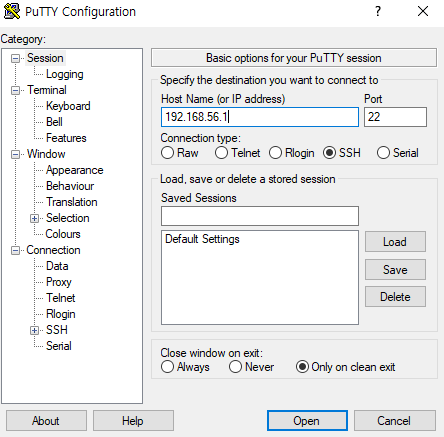 PuTTY Configuration
Category:
Session
Logging
Terminal
Keyboard
Bell
Features
Window
Appearance
Behaviour
Translation
Selection
Colours
Connection
Data
Proxy
Telnet
Rlogin
SSH
Serial
Basic options for your PuTTY session
Specify the destination you want to connect to
Host Name (or IP address) Port
192.168.56.1 22
Connection type:
Raw Telnet Rlogin SSH Serial
Load, save or delete a stored session
Saved Sessions
Default Settings
Load
Save
Delete
Close window on exit:
Always Never Only on clean exit
About Help Open Cancel